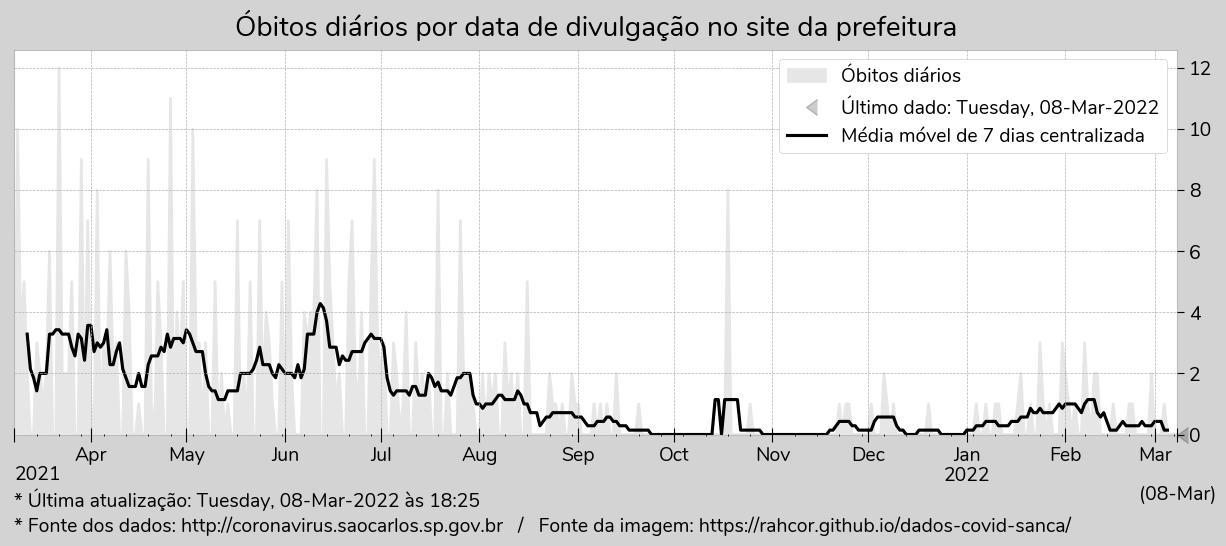 Óbitos diários por data de divulgação no site da prefeitura
Óbitos diários
Último dado: Tuesday, 08-Mar-2022
Média móvel de 7 dias centralizada
12
10
8
6
4
2
0
Apr May Jun Jul Aug Sep Oct Nov Dec Jan Feb Mar
2021 2022
(08-Mar)
* Última atualização: Tuesday, 08-Mar-2022 às 18:25
* Fonte dos dados: http://coronavirus.saocarlos.sp.gov.br / Fonte da imagem: https://rahcor.github.io/dados-covid-sanca/